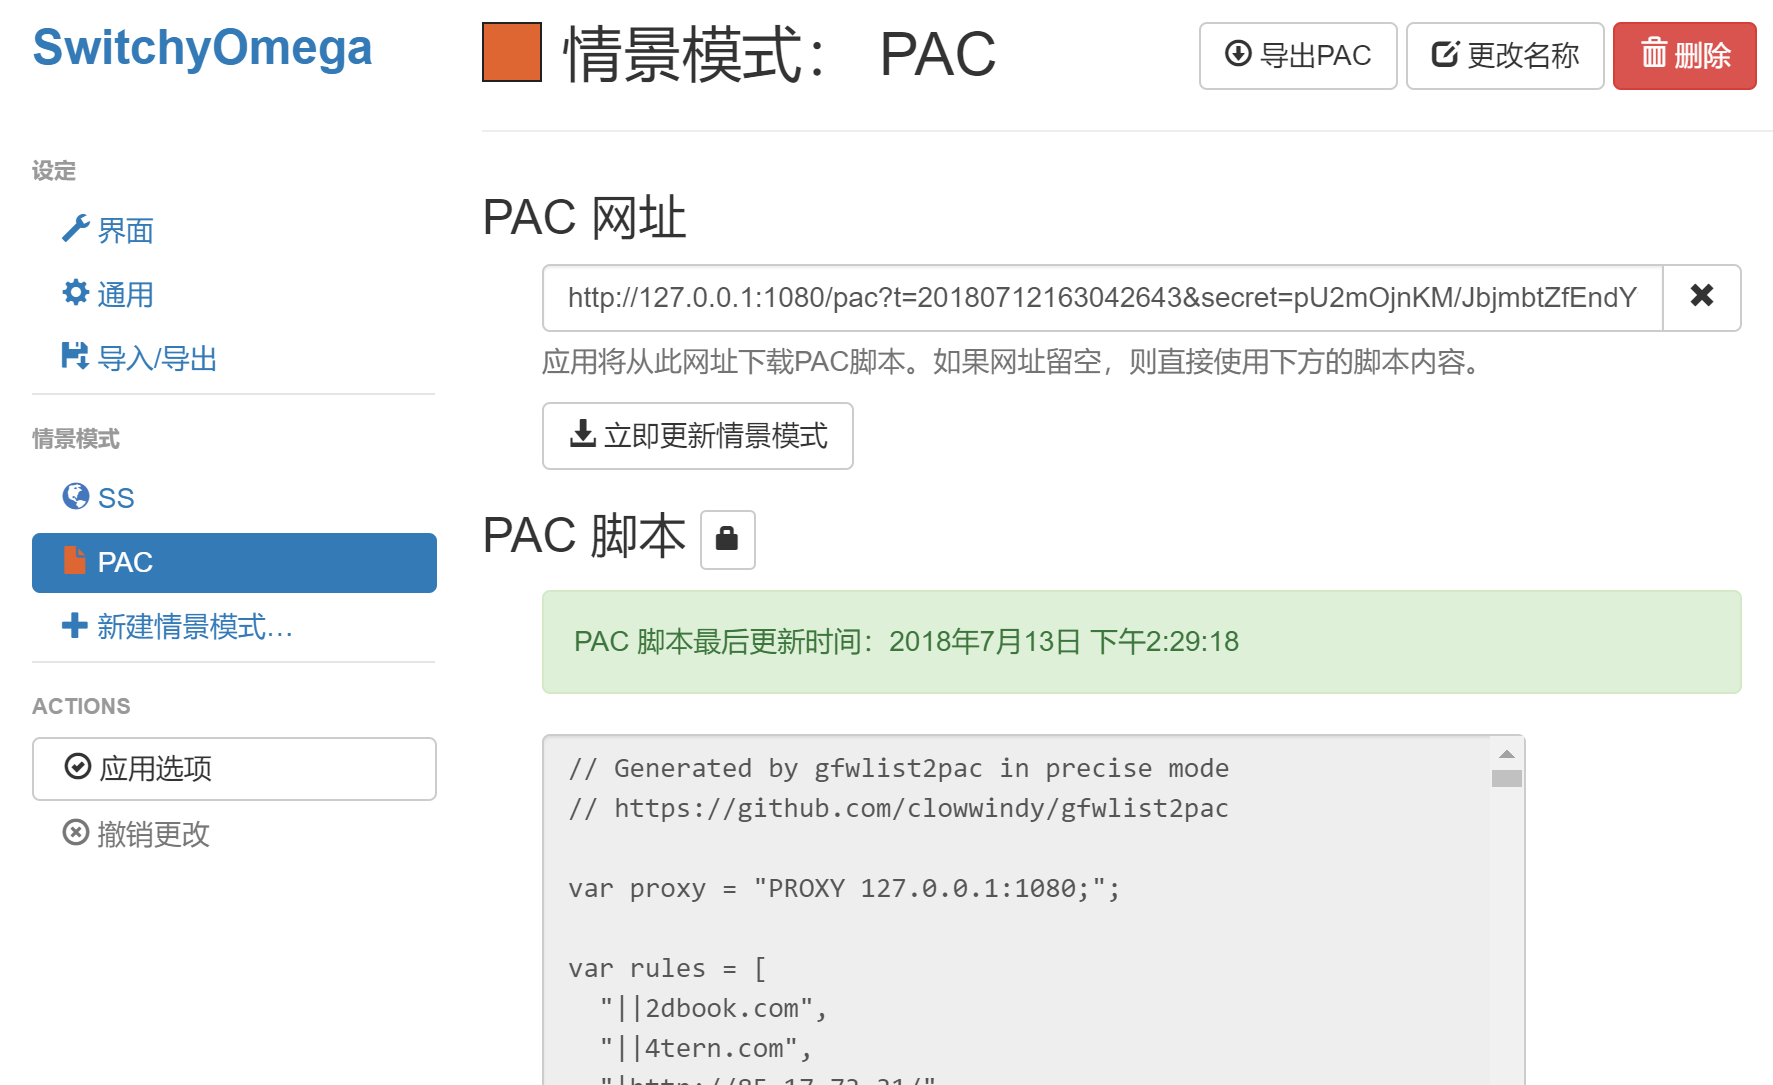 SwitchyOmega
设定
界面
通用
导入/导出
情景模式
SS
PAC
新建情景模式...
ACTIONS
应用选项
撤销更改
情景模式： PAC
导出PAC
更改名称
删除
PAC 网址
http://127.0.0.1:1080/pac?t=20180712163042643&secret=pU2mOjnKM/JbjmbtZfEndY
应用将从此网址下载PAC脚本。如果网址留空，则直接使用下方的脚本内容。
立即更新情景模式
PAC 脚本
PAC 脚本最后更新时间：2018年7月13日 下午2:29:18
// Generated by gfwlist2pac in precise mode
// https://github.com/clowwindy/gfwlist2pac
var proxy = "PROXY 127.0.0.1:1080;";
var rules = [
"||2dbook.com",
"||4tern.com",